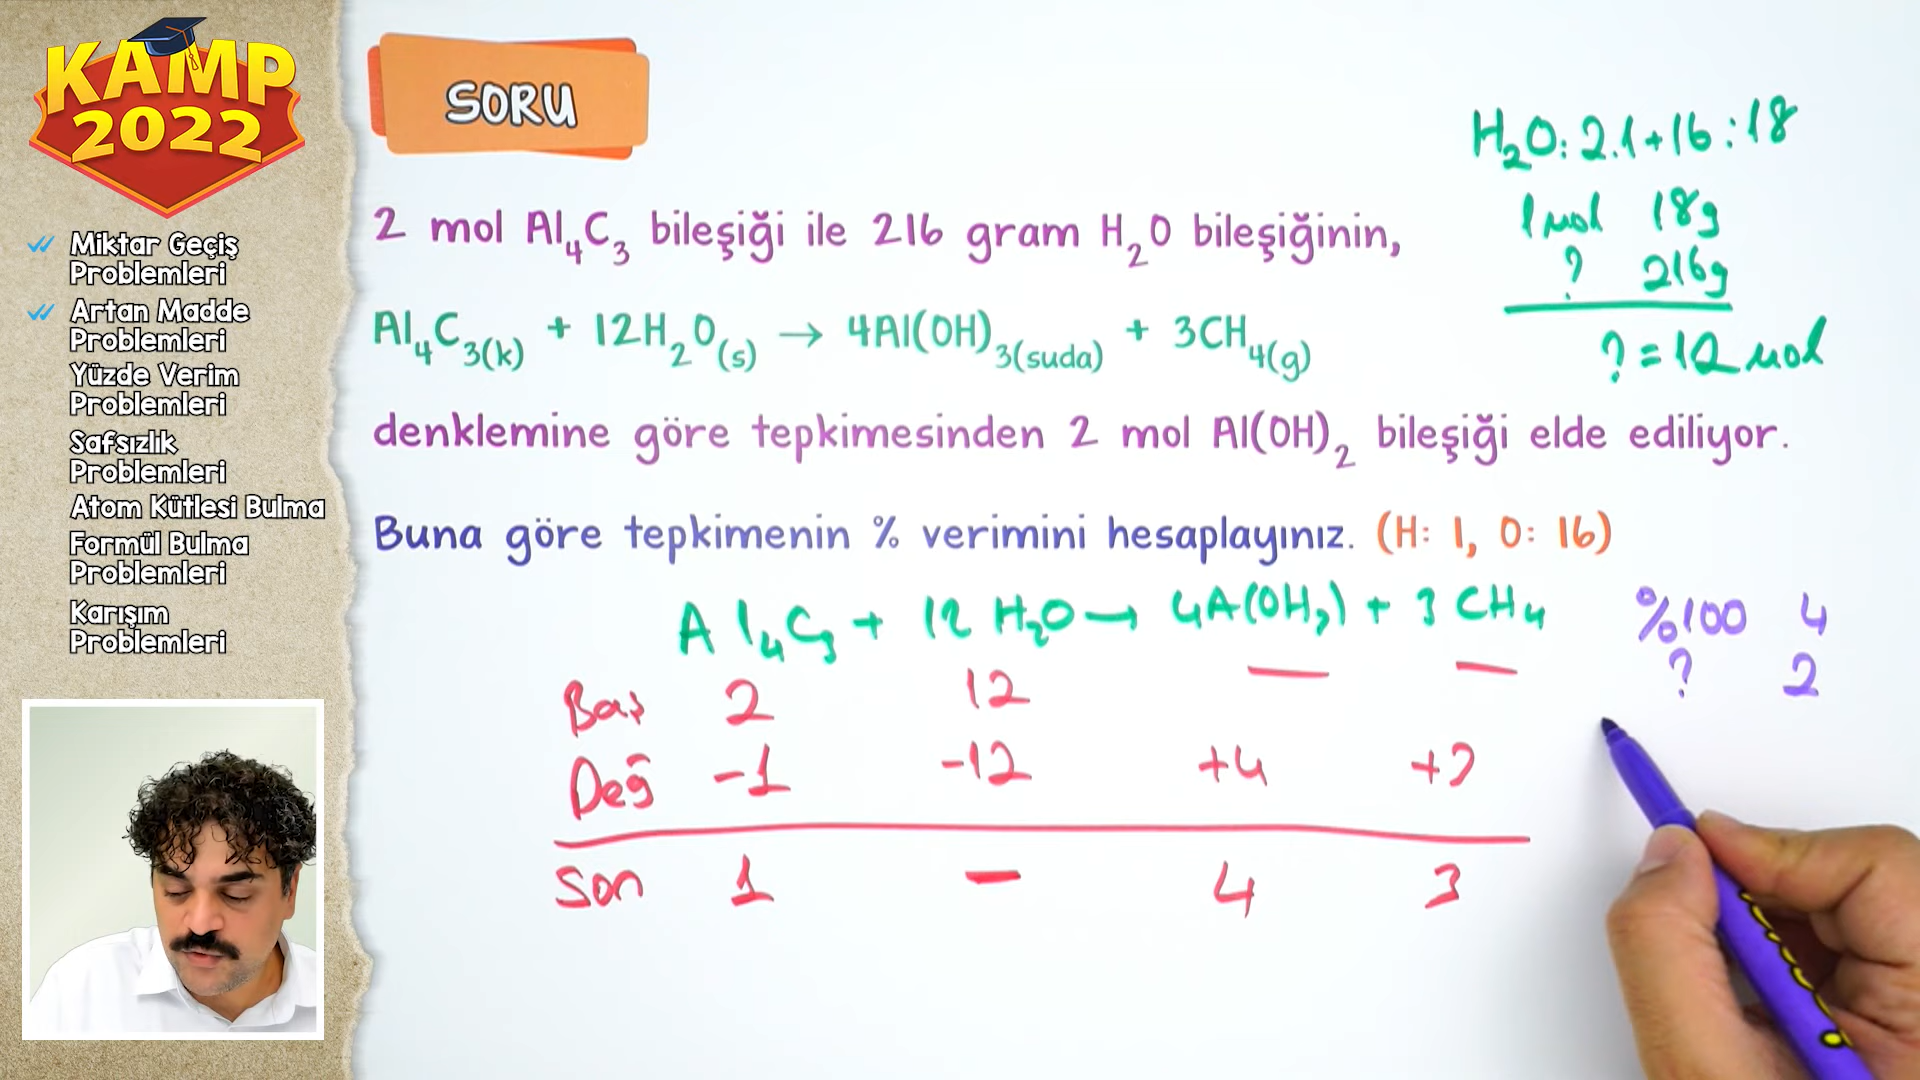 KAMP
2022
Miktar Geçiş
Problemleri
Artan Madde
Problemleri
Yüzde Verim
Problemleri
Safsızlık
Problemleri
Atom Kütlesi Bulma
Formül Bulma
Problemleri
Karışım
Problemleri
SORU
H₂O: 2.1+16:18
1 mol 18g
? 216g
? = 12 mol
2 mol Al₄C₃ bileşiği ile 216 gram H₂O bileşiğinin,
Al₄C₃(k) + 12H₂O(s) → 4Al(OH)₃(suda) + 3CH₄(g)
denklemine göre tepkimesinden 2 mol Al(OH)₂ bileşiği elde ediliyor.
Buna göre tepkimenin % verimini hesaplayınız. (H: 1, O: 16)
Al₄C₃ + 12 H₂O → 4A(OH₃) + 3 CH₄
%100 4
? 2
Baş 2 12 — —
Değ -1 -12 +4 +3
Son 1 — 4 3